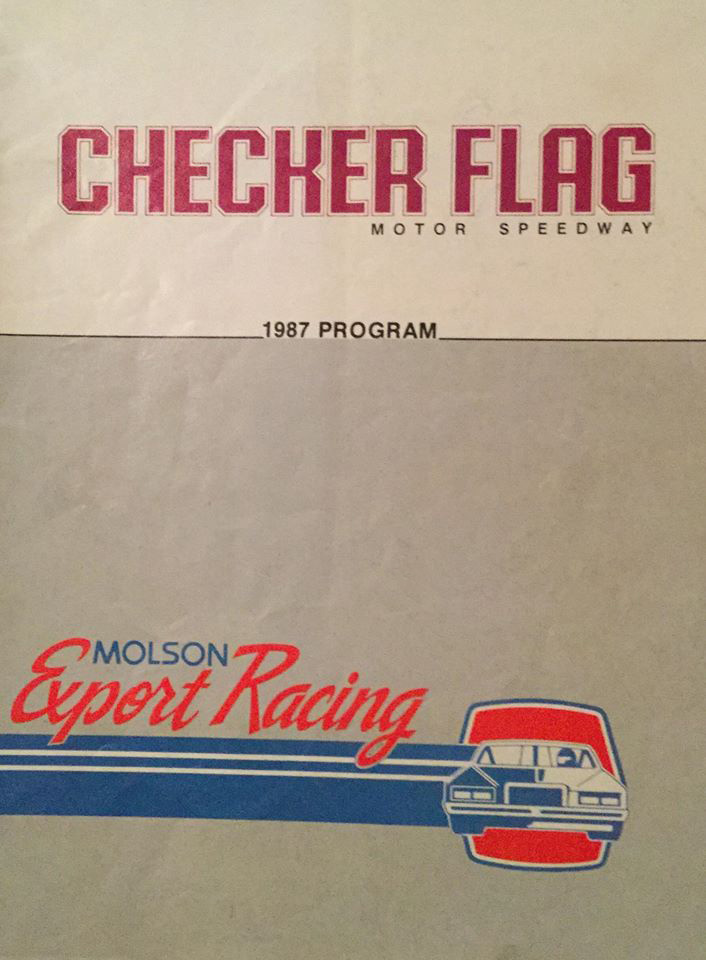 CHECKER FLAG
MOTOR SPEEDWAY
1987 PROGRAM
MOLSON
Export Racing